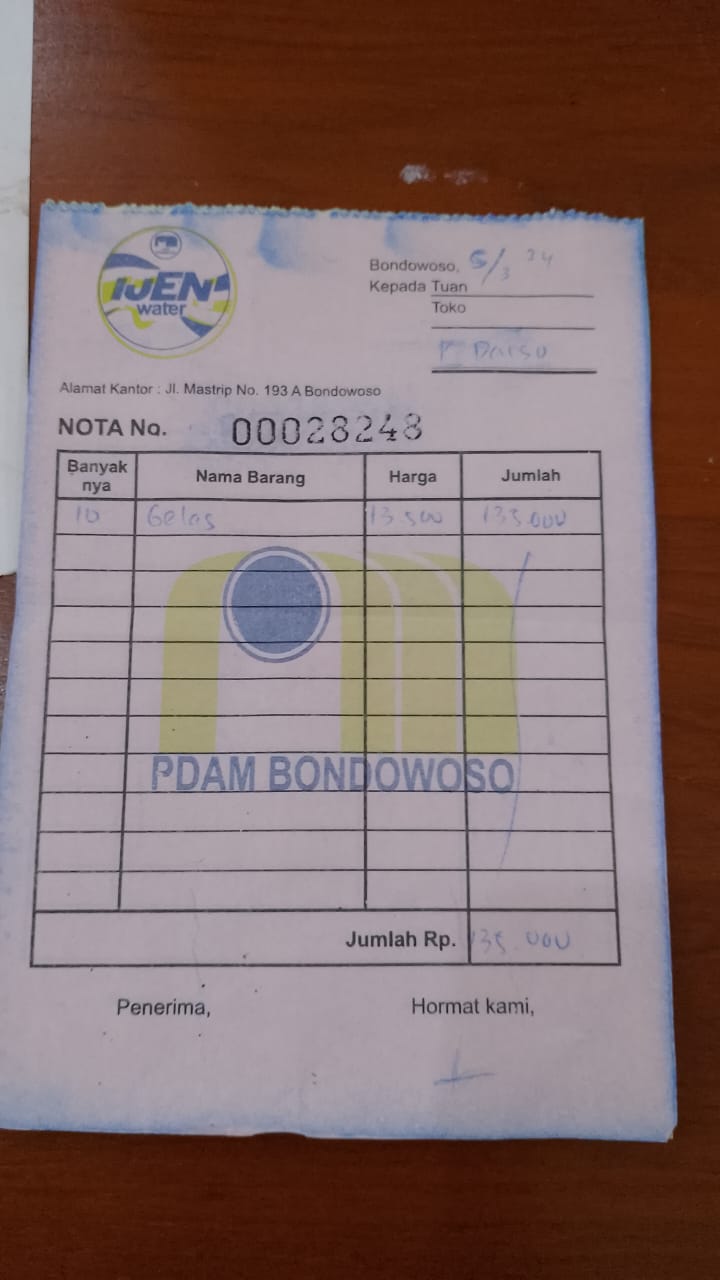 IJEN
water
Bondowoso, 5/3 24
Kepada Tuan
Toko
P Darso
Alamat Kantor : Jl. Mastrip No. 193 A Bondowoso
NOTA No. 00028248
Banyak nya Nama Barang Harga Jumlah
10 Gelas 13.500 135.000
PDAM BONDOWOSO
Jumlah Rp. 135.000
Penerima, Hormat kami,